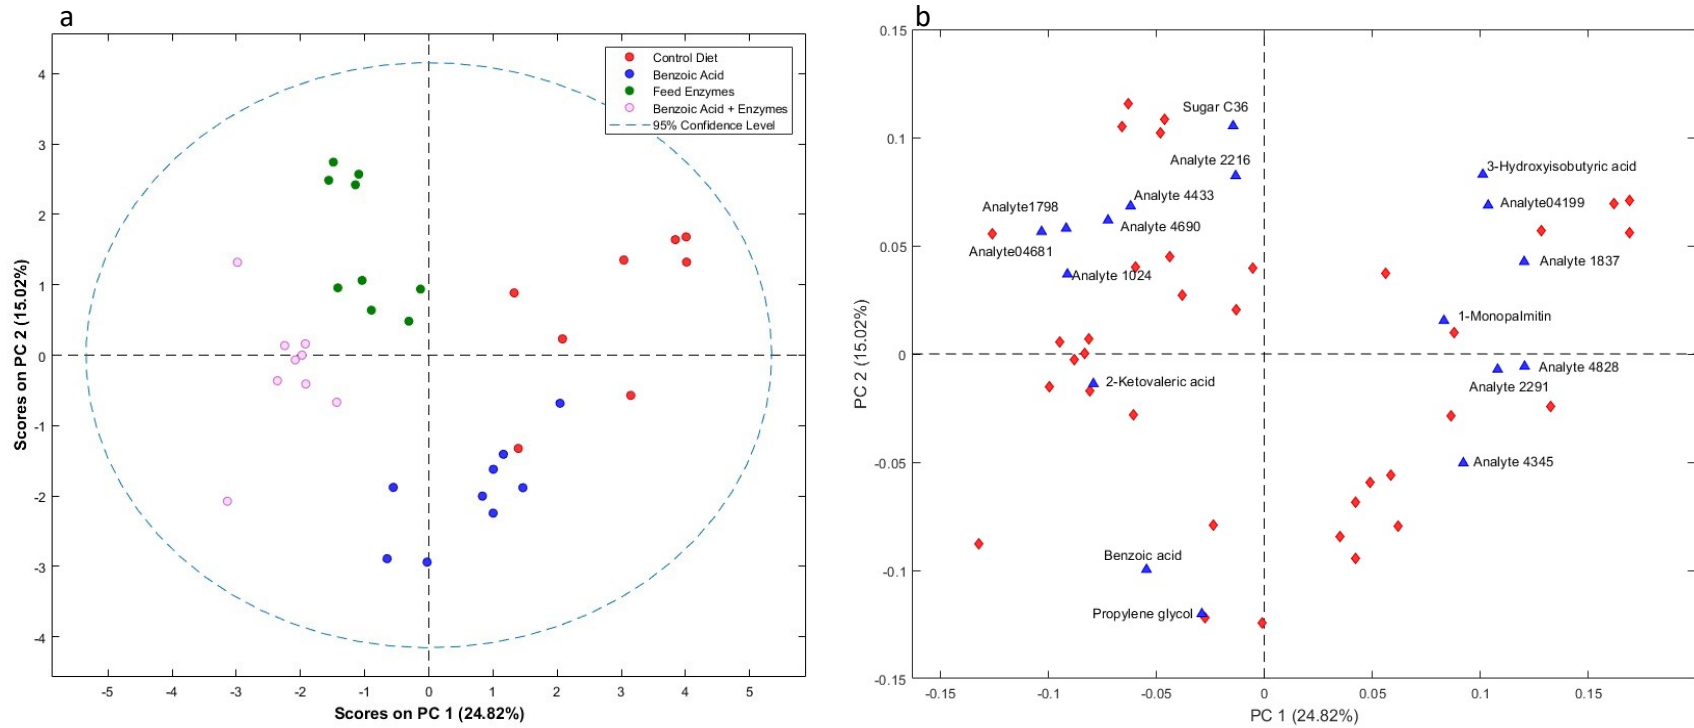 a
4
3
2
1
0
-1
-2
-3
-4
Scores on PC 2 (15.02%)
Control Diet
Benzoic Acid
Feed Enzymes
Benzoic Acid + Enzymes
95% Confidence Level
-5 -4 -3 -2 -1 0 1 2 3 4 5
Scores on PC 1 (24.82%)
b
0.15
0.1
0.05
0
-0.05
-0.1
-0.15
PC 2 (15.02%)
Sugar C36
Analyte 2216
3-Hydroxyisobutyric acid
Analyte 4433
Analyte04199
Analyte1798
Analyte 4690
Analyte04681
Analyte 1837
Analyte 1024
1-Monopalmitin
Analyte 4828
2-Ketovaleric acid
Analyte 2291
Analyte 4345
Benzoic acid
Propylene glycol
-0.15 -0.1 -0.05 0 0.05 0.1 0.15
PC 1 (24.82%)